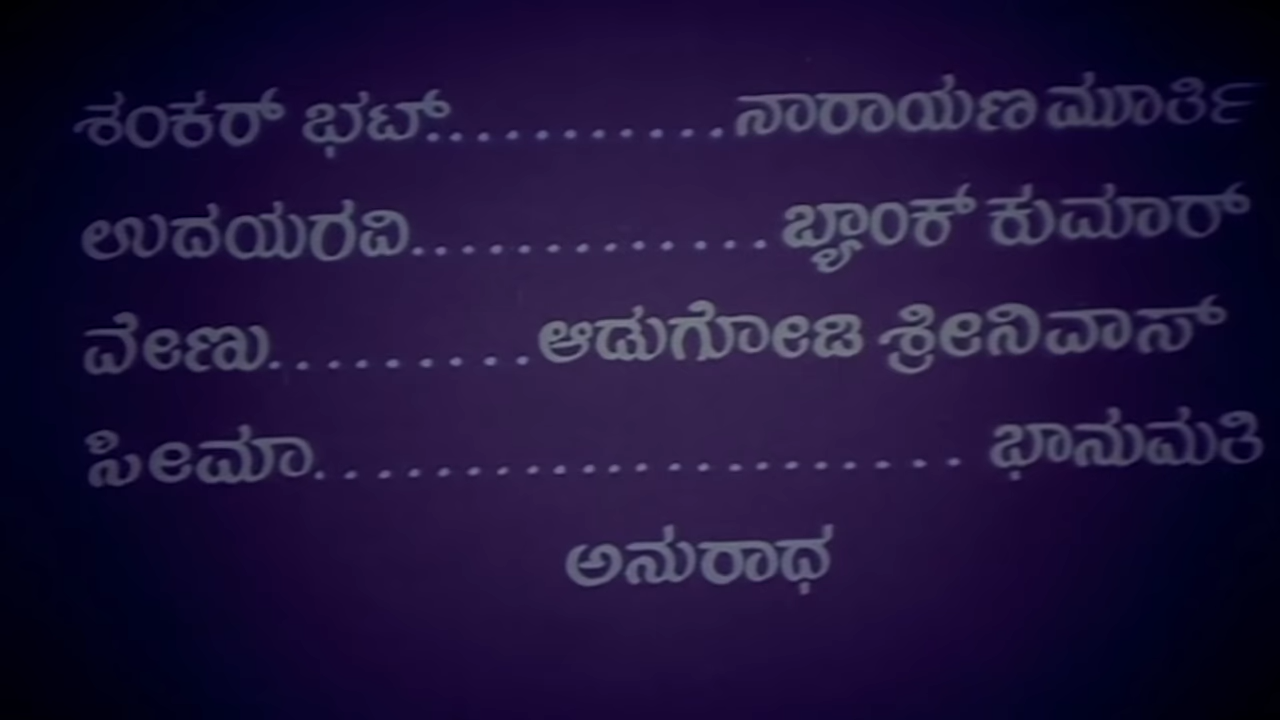 ಶಂಕರ್ ಭಟ್...........ನಾರಾಯಣ ಮೂರ್ತಿ
ಉದಯರವಿ..............ಬ್ಯಾಂಕ್ ಕುಮಾರ್
ವೇಣು.........ಆಡುಗೋಡಿ ಶ್ರೀನಿವಾಸ್
ಸೀಮಾ....................... ಭಾನುಮತಿ
ಅನುರಾಧ